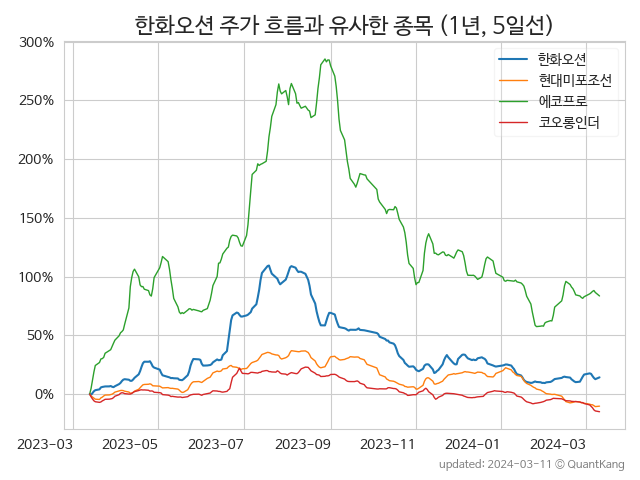 한화오션 주가 흐름과 유사한 종목 (1년, 5일선)
300%
250%
200%
150%
100%
50%
0%
한화오션
현대미포조선
에코프로
코오롱인더
2023-03
2023-05
2023-07
2023-09
2023-11
2024-01
2024-03
updated: 2024-03-11 © QuantKang